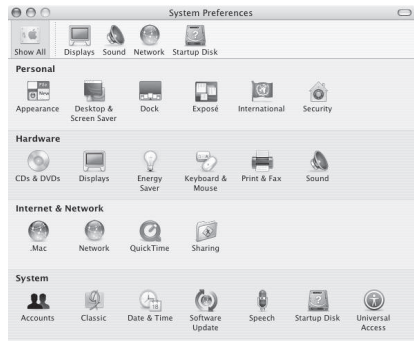 System Preferences
Show All Displays Sound Network Startup Disk
Personal
Appearance Desktop & Screen Saver Dock Exposé International Security
Hardware
CDs & DVDs Displays Energy Saver Keyboard & Mouse Print & Fax Sound
Internet & Network
.Mac Network QuickTime Sharing
System
Accounts Classic Date & Time Software Update Speech Startup Disk Universal Access